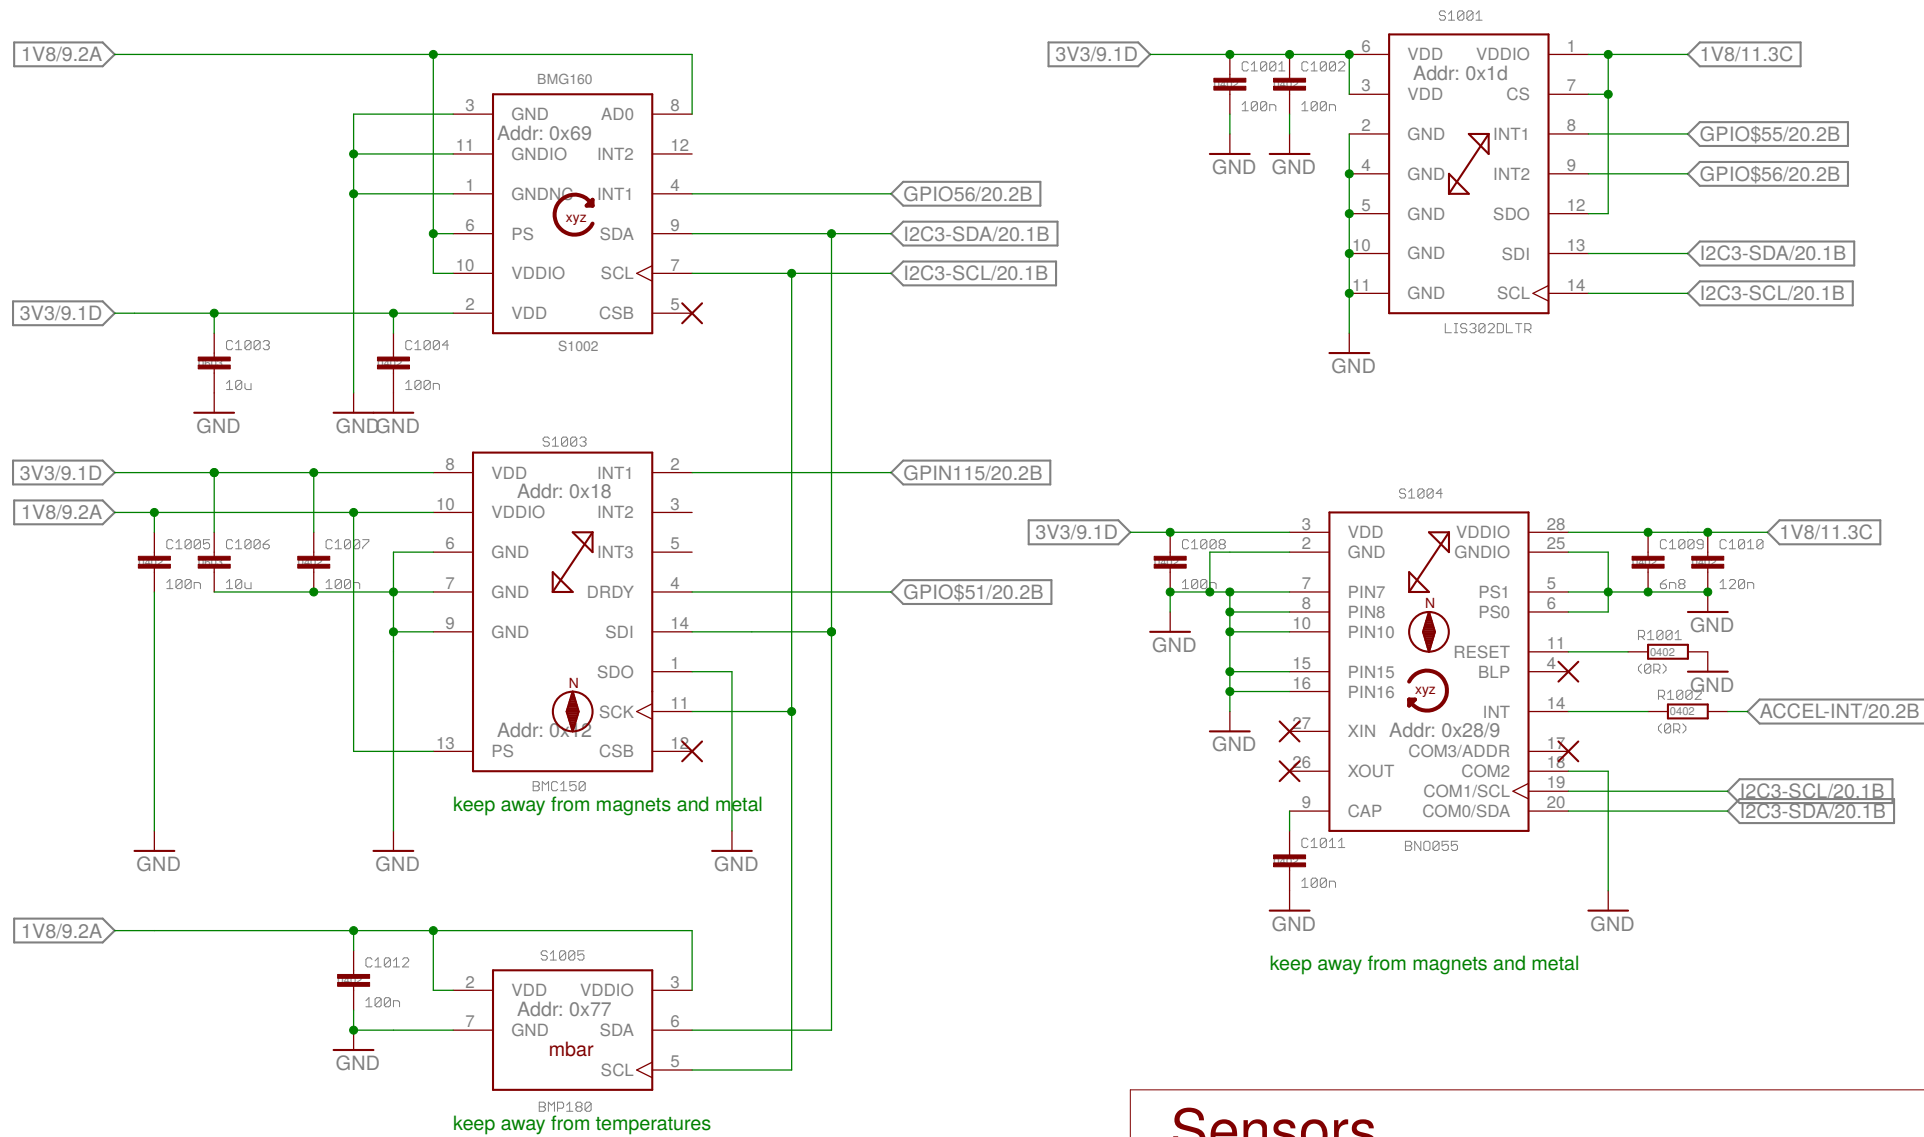 1V8/9.2A
BMG160
3 GND AD0 8
Addr: 0x69
11 GNDIO INT2 12
1 GNDNC INT1 4 GPIO56/20.2B
xyz
6 PS SDA 9 I2C3-SDA/20.1B
10 VDDIO SCL 7 I2C3-SCL/20.1B
3V3/9.1D 2 VDD CSB 5
S1002
C1003 10u
C1004 100n
GND GND GND
S1003
3V3/9.1D 8 VDD INT1 2 GPIN115/20.2B
Addr: 0x18
1V8/9.2A 10 VDDIO INT2 3
6 GND INT3 5
C1005 C1006 C1007
100n 10u 100n
7 GND DRDY 4 GPIO$51/20.2B
9 GND SDI 14
SDO 1
N
SCK 11
Addr: 0x12
13 PS CSB 12
BMC150
keep away from magnets and metal
GND GND GND
1V8/9.2A
S1005
C1012
100n
2 VDD VDDIO 3
Addr: 0x77
7 GND SDA 6
mbar
GND
SCL 5
BMP180
keep away from temperatures
S1001
3V3/9.1D 6 VDD VDDIO 1 1V8/11.3C
Addr: 0x1d
C1001 C1002
100n 100n
3 VDD CS 7
2 GND INT1 8 GPIO$55/20.2B
GND GND
4 GND INT2 9 GPIO$56/20.2B
5 GND SDO 12
10 GND SDI 13 I2C3-SDA/20.1B
11 GND SCL 14 I2C3-SCL/20.1B
LIS302DLTR
GND
S1004
3V3/9.1D 3 VDD VDDIO 28 1V8/11.3C
2 GND GNDIO 25
C1008 C1009 C1010
100n 6n8 120n
7 PIN7 PS1 5
8 PIN8 PS0 6
N
10 PIN10
GND GND
RESET 11 R1001 0402 (0R) GND
15 PIN15 BLP 4
16 PIN16
xyz
INT 14 R1002 0402 (0R) ACCEL-INT/20.2B
GND
27 XIN Addr: 0x28/9
COM3/ADDR 17
26 XOUT COM2 18
COM1/SCL 19 I2C3-SCL/20.1B
9 CAP COM0/SDA 20 I2C3-SDA/20.1B
BNO055
C1011
100n
GND GND
keep away from magnets and metal
Sensors